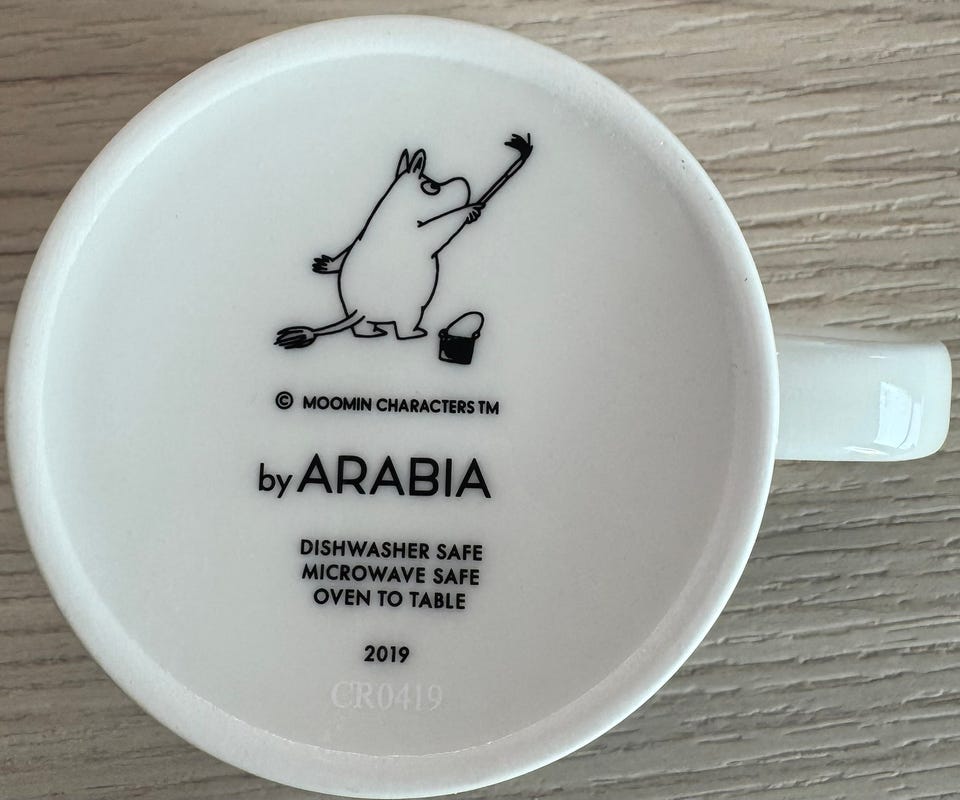 © MOOMIN CHARACTERS TM
by ARABIA
DISHWASHER SAFE
MICROWAVE SAFE
OVEN TO TABLE
2019
CR0419